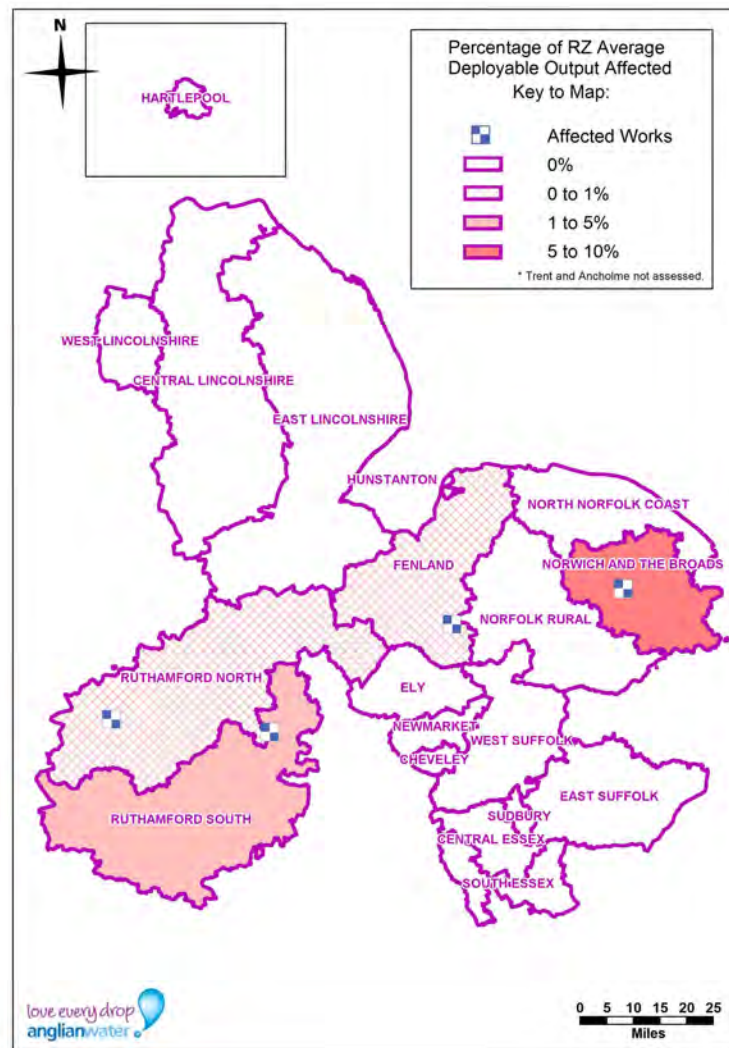 N
HARTLEPOOL
Percentage of RZ Average
Deployable Output Affected
Key to Map:
Affected Works
0%
0 to 1%
1 to 5%
5 to 10%
* Trent and Ancholme not assessed.
WEST LINCOLNSHIRE
CENTRAL LINCOLNSHIRE
EAST LINCOLNSHIRE
HUNSTANTON
NORTH NORFOLK COAST
FENLAND
NORWICH AND THE BROADS
NORFOLK RURAL
RUTHAMFORD NORTH
ELY
NEWMARKET
WEST SUFFOLK
CHEVELEY
EAST SUFFOLK
RUTHAMFORD SOUTH
SUDBURY
CENTRAL ESSEX
SOUTH ESSEX
love every drop
anglianwater
0 5 10 15 20 25
Miles